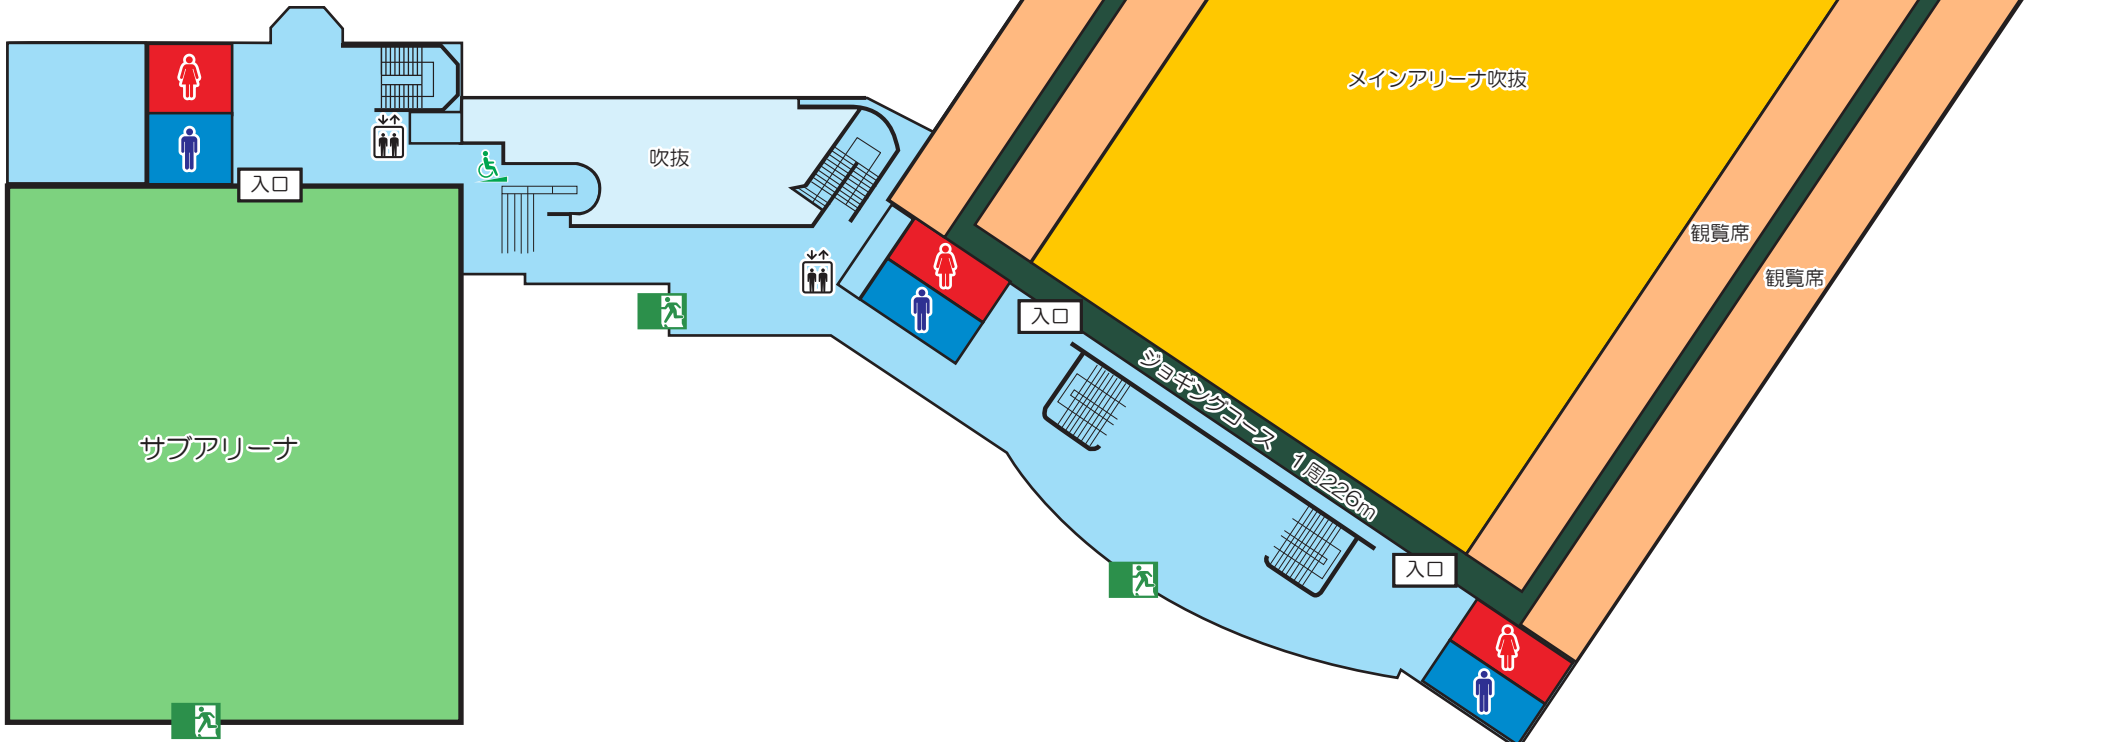 メインアリーナ吹抜
吹抜
入口
観覧席
観覧席
入口
ジョギングコース 1周226m
サブアリーナ
入口